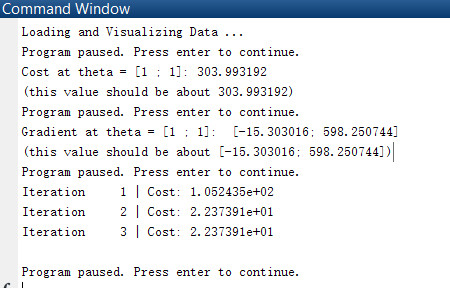 Command Window
Loading and Visualizing Data ...
Program paused. Press enter to continue.
Cost at theta = [1 ; 1]: 303.993192
(this value should be about 303.993192)
Program paused. Press enter to continue.
Gradient at theta = [1 ; 1]:  [-15.303016; 598.250744]
(this value should be about [-15.303016; 598.250744])
Program paused. Press enter to continue.
Iteration     1 | Cost: 1.052435e+02
Iteration     2 | Cost: 2.237391e+01
Iteration     3 | Cost: 2.237391e+01
Program paused. Press enter to continue.